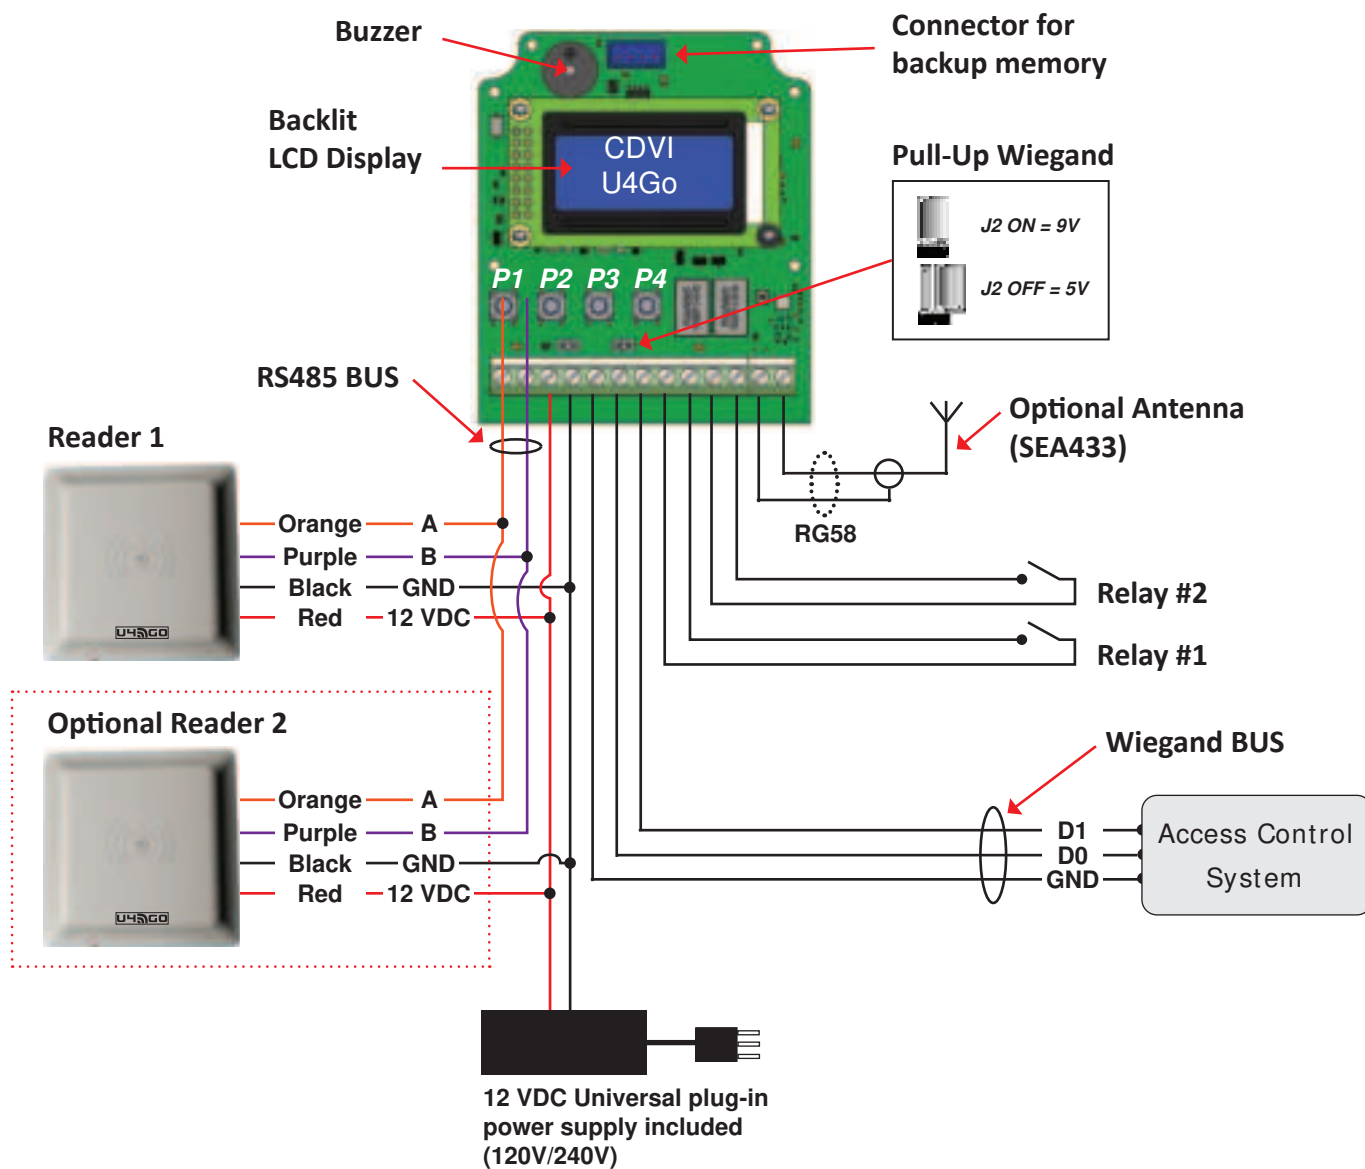 Buzzer
Connector for
backup memory
Backlit
LCD Display
CDVI
U4Go
Pull-Up Wiegand
J2 ON = 9V
J2 OFF = 5V
P1 P2 P3 P4
RS485 BUS
Optional Antenna
(SEA433)
RG58
Reader 1
Orange A
Purple B
Black GND
Red 12 VDC
U4GO
Relay #2
Relay #1
Optional Reader 2
Orange A
Purple B
Black GND
Red 12 VDC
U4GO
Wiegand BUS
D1
D0
GND
Access Control
System
12 VDC Universal plug-in
power supply included
(120V/240V)